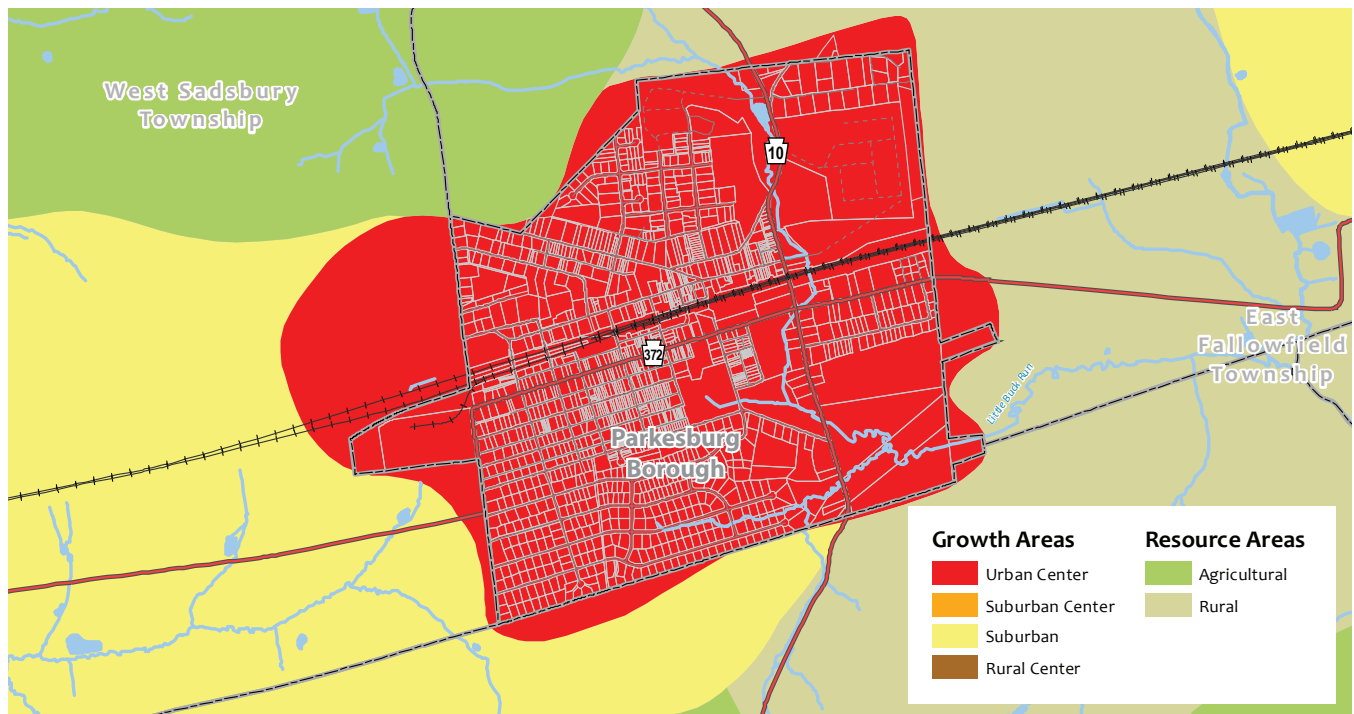 West Sadsbury
Township
10
372
East
Fallowfield
Township
Little Buck Run
Parkesburg
Borough
Growth Areas
Urban Center
Suburban Center
Suburban
Rural Center
Resource Areas
Agricultural
Rural